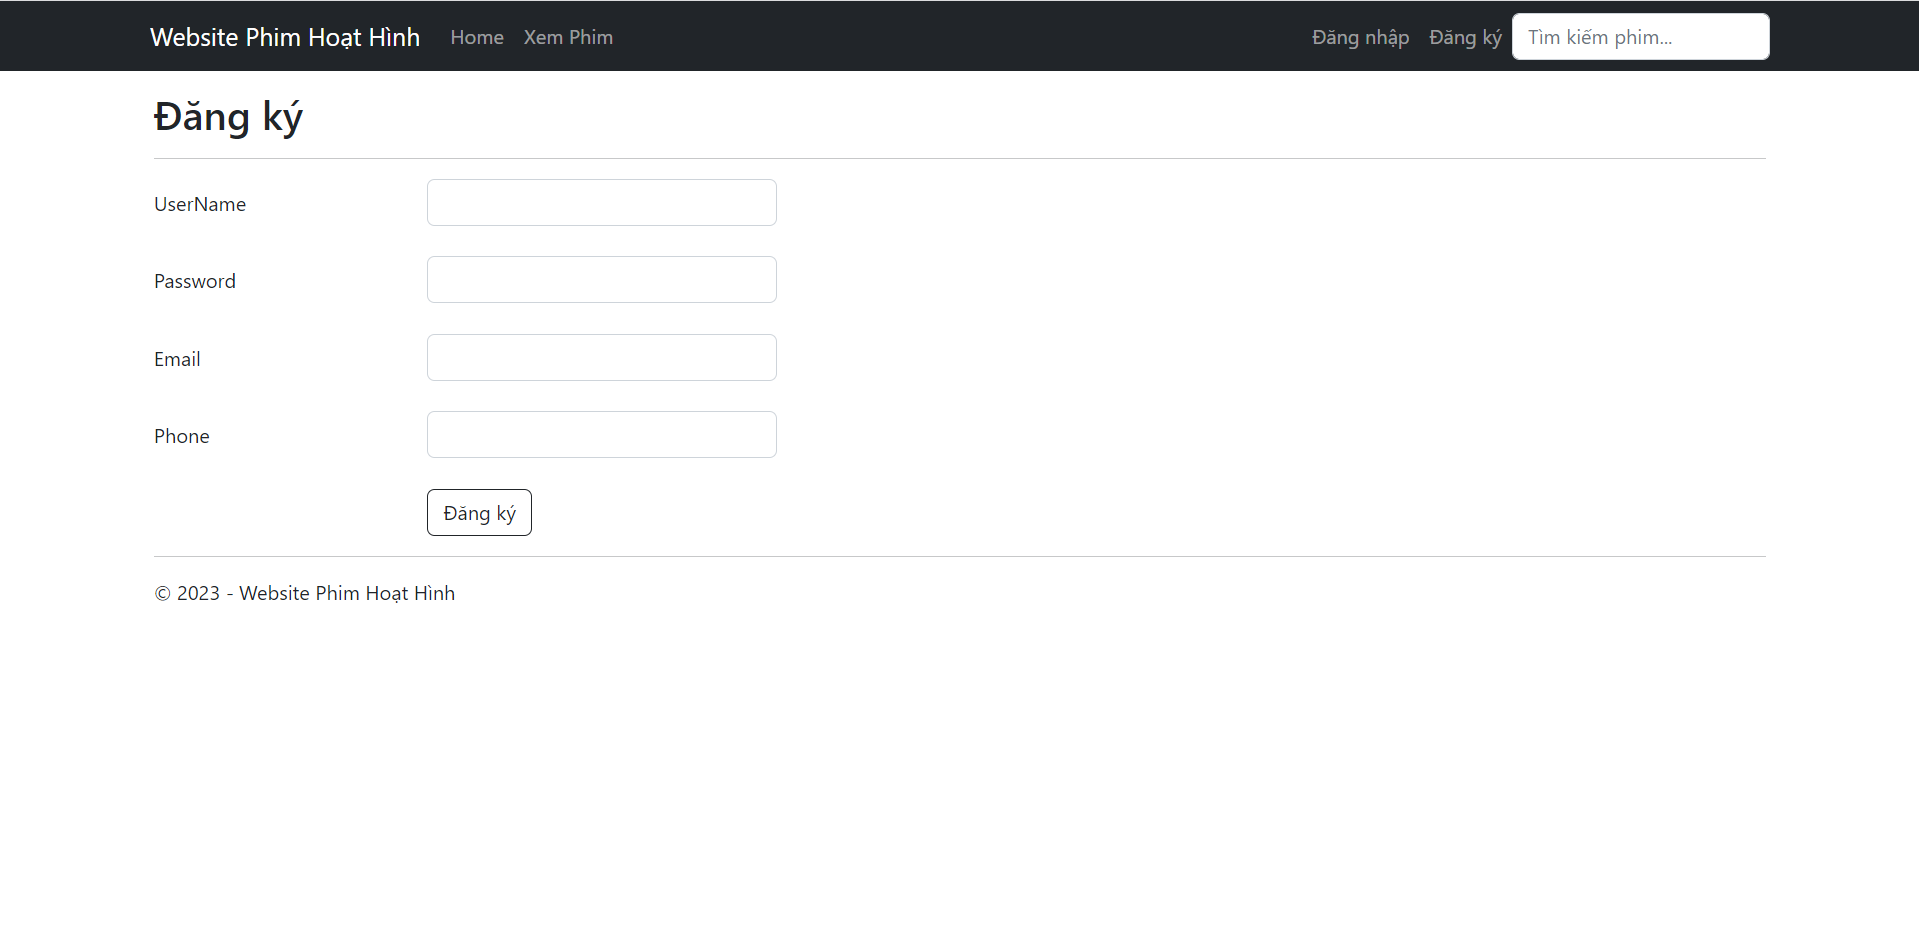 Website Phim Hoạt Hình Home Xem Phim Đăng nhập Đăng ký Tìm kiếm phim...
Đăng ký
UserName
Password
Email
Phone
Đăng ký
© 2023 - Website Phim Hoạt Hình